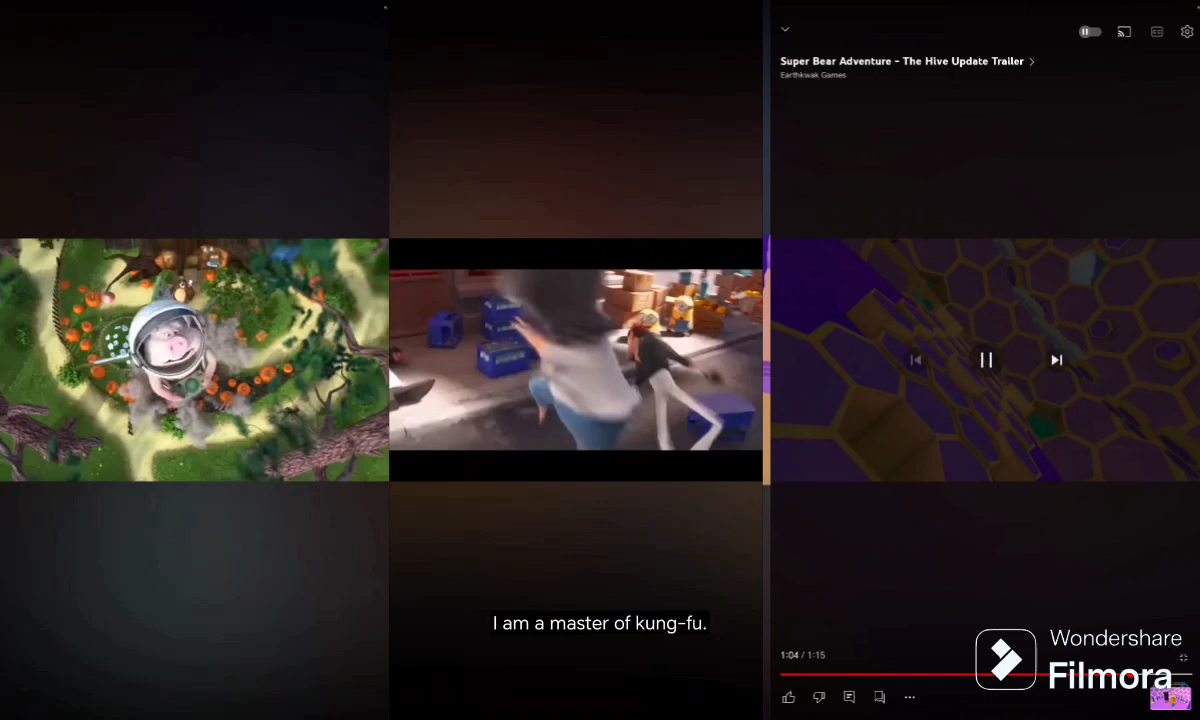 Super Bear Adventure - The Hive Update Trailer
Earthkwak Games
I am a master of kung-fu.
1:04 / 1:15
Wondershare
Filmora